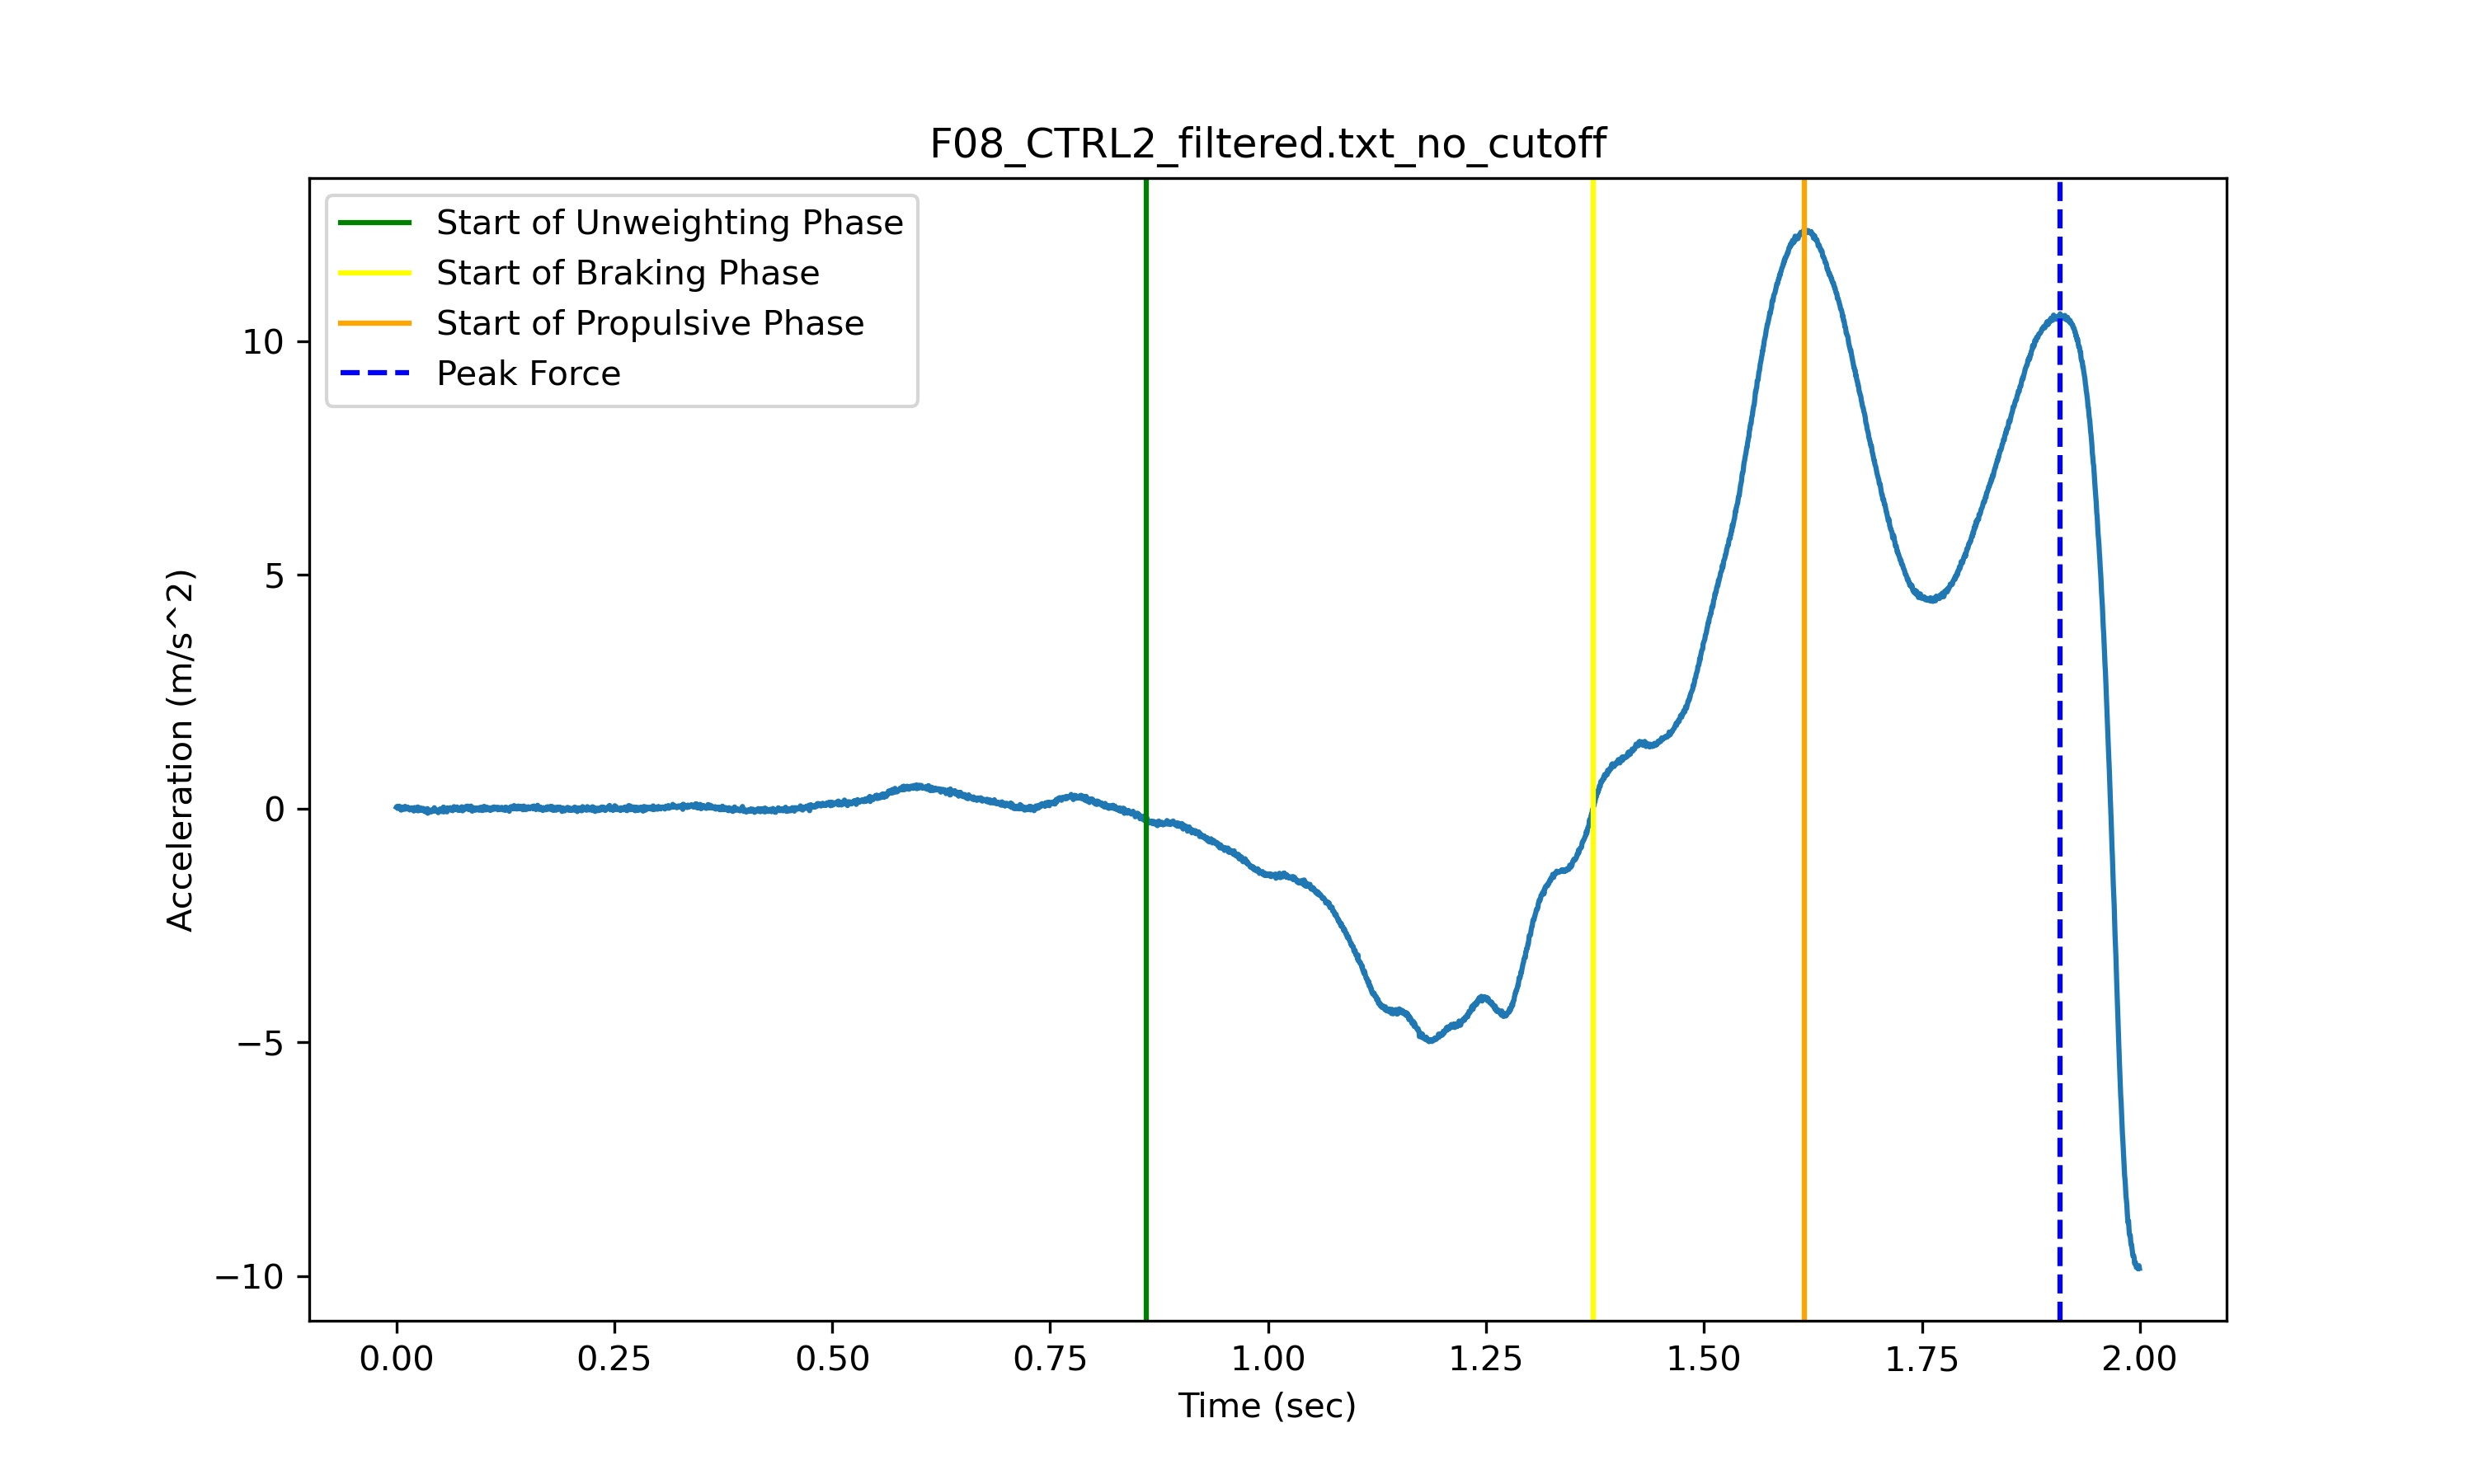 F08_CTRL2_filtered.txt_no_cutoff
Start of Unweighting Phase
Start of Braking Phase
Start of Propulsive Phase
Peak Force
10
5
0
−5
−10
Acceleration (m/s^2)
0.00 0.25 0.50 0.75 1.00 1.25 1.50 1.75 2.00
Time (sec)